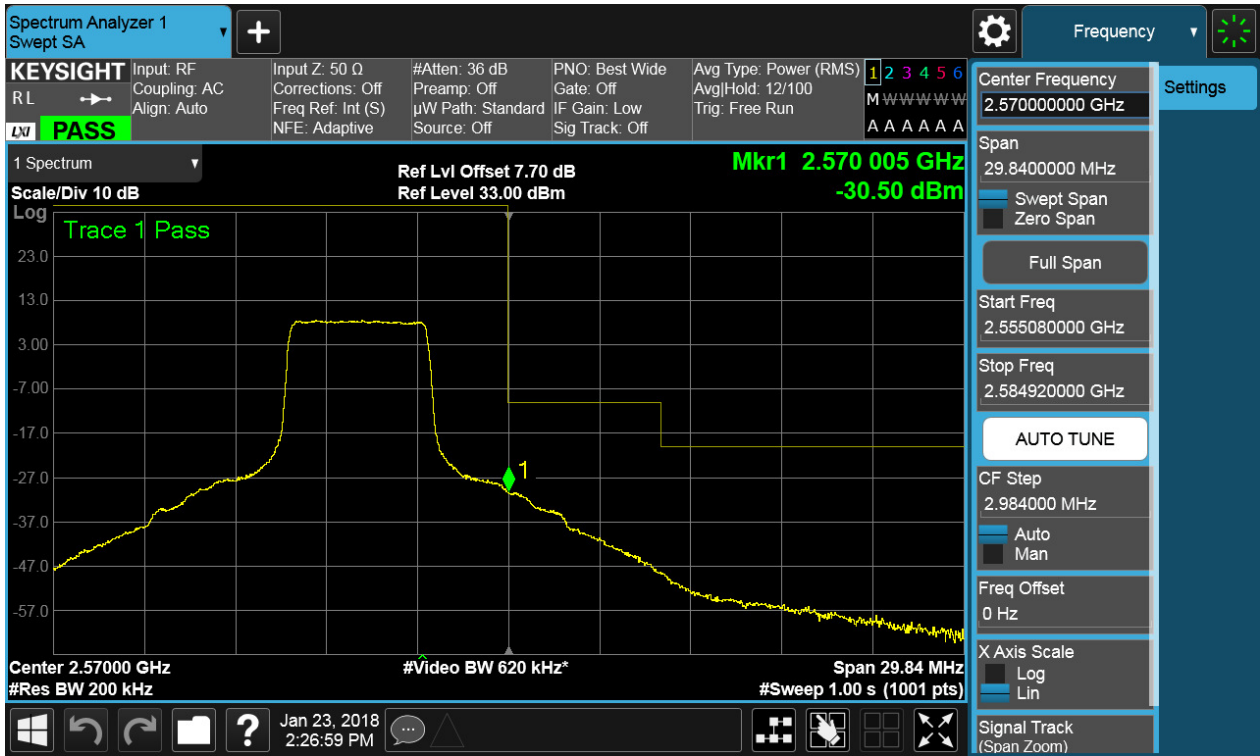 Spectrum Analyzer 1
Swept SA
+
Frequency
KEYSIGHT
Input: RF
Input Z: 50 Ω
#Atten: 36 dB
PNO: Best Wide
Avg Type: Power (RMS)
1 2 3 4 5 6
R L
Coupling: AC
Corrections: Off
Preamp: Off
Gate: Off
Avg|Hold: 12/100
M W W W W W
Align: Auto
Freq Ref: Int (S)
µW Path: Standard
IF Gain: Low
Trig: Free Run
LXI
PASS
NFE: Adaptive
Source: Off
Sig Track: Off
A A A A A A
1 Spectrum
Ref Lvl Offset 7.70 dB
Mkr1 2.570 005 GHz
Scale/Div 10 dB
Ref Level 33.00 dBm
-30.50 dBm
Log
Trace 1 Pass
23.0
13.0
3.00
-7.00
-17.0
-27.0
1
-37.0
-47.0
-57.0
Center 2.57000 GHz
#Video BW 620 kHz*
Span 29.84 MHz
#Res BW 200 kHz
#Sweep 1.00 s (1001 pts)
Center Frequency
2.570000000 GHz
Settings
Span
29.8400000 MHz
Swept Span
Zero Span
Full Span
Start Freq
2.555080000 GHz
Stop Freq
2.584920000 GHz
AUTO TUNE
CF Step
2.984000 MHz
Auto
Man
Freq Offset
0 Hz
X Axis Scale
Log
Lin
Signal Track
(Span Zoom)
?
Jan 23, 2018
2:26:59 PM